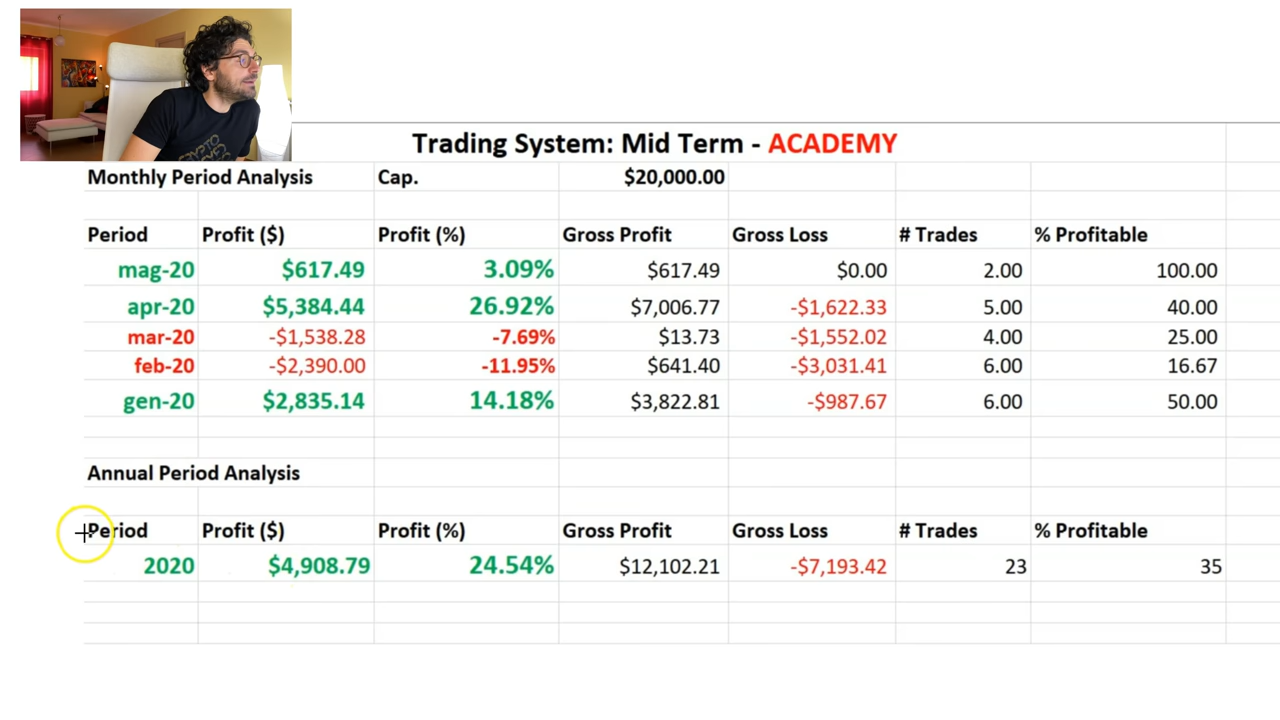 CRYPTO
Trading System: Mid Term - ACADEMY
Monthly Period Analysis Cap. $20,000.00
Period Profit ($) Profit (%) Gross Profit Gross Loss # Trades % Profitable
mag-20 $617.49 3.09% $617.49 $0.00 2.00 100.00
apr-20 $5,384.44 26.92% $7,006.77 -$1,622.33 5.00 40.00
mar-20 -$1,538.28 -7.69% $13.73 -$1,552.02 4.00 25.00
feb-20 -$2,390.00 -11.95% $641.40 -$3,031.41 6.00 16.67
gen-20 $2,835.14 14.18% $3,822.81 -$987.67 6.00 50.00
Annual Period Analysis
Period Profit ($) Profit (%) Gross Profit Gross Loss # Trades % Profitable
2020 $4,908.79 24.54% $12,102.21 -$7,193.42 23 35